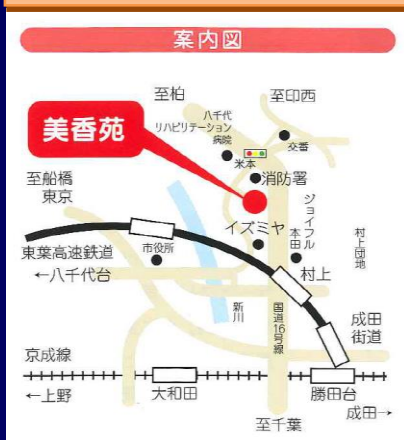 案内図
至柏
至印西
八千代
リハビリテーション
病院
交番
美香苑
米本
消防署
至船橋
東京
ジョイフル
本田
イズミヤ
村上団地
東葉高速鉄道
市役所
←八千代台
村上
新川
国道16号線
成田
街道
京成線
←上野
大和田
勝田台
成田→
至千葉